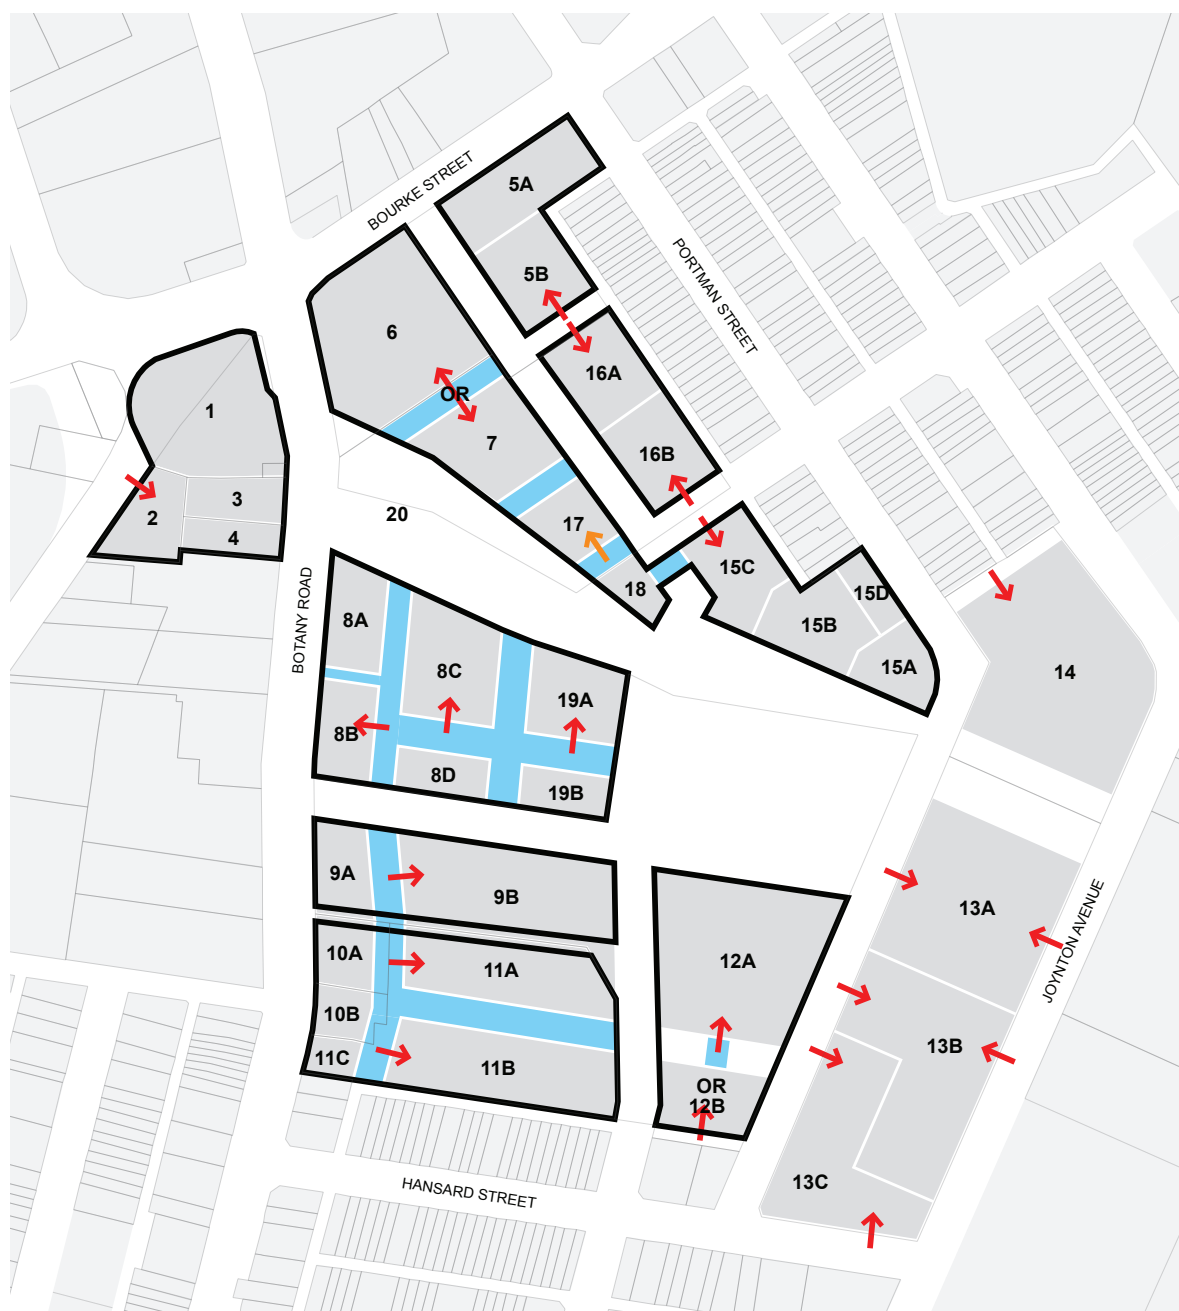 5A
BOURKE STREET
5B
PORTMAN STREET
6
16A
OR
1
7
16B
3
2
20
17
4
15C
18
15D
BOTANY ROAD
8A
15B
15A
8C
14
19A
8B
8D
19B
9A
9B
13A
JOYNTON AVENUE
10A
11A
12A
10B
13B
11C
11B
OR
12B
13C
HANSARD STREET